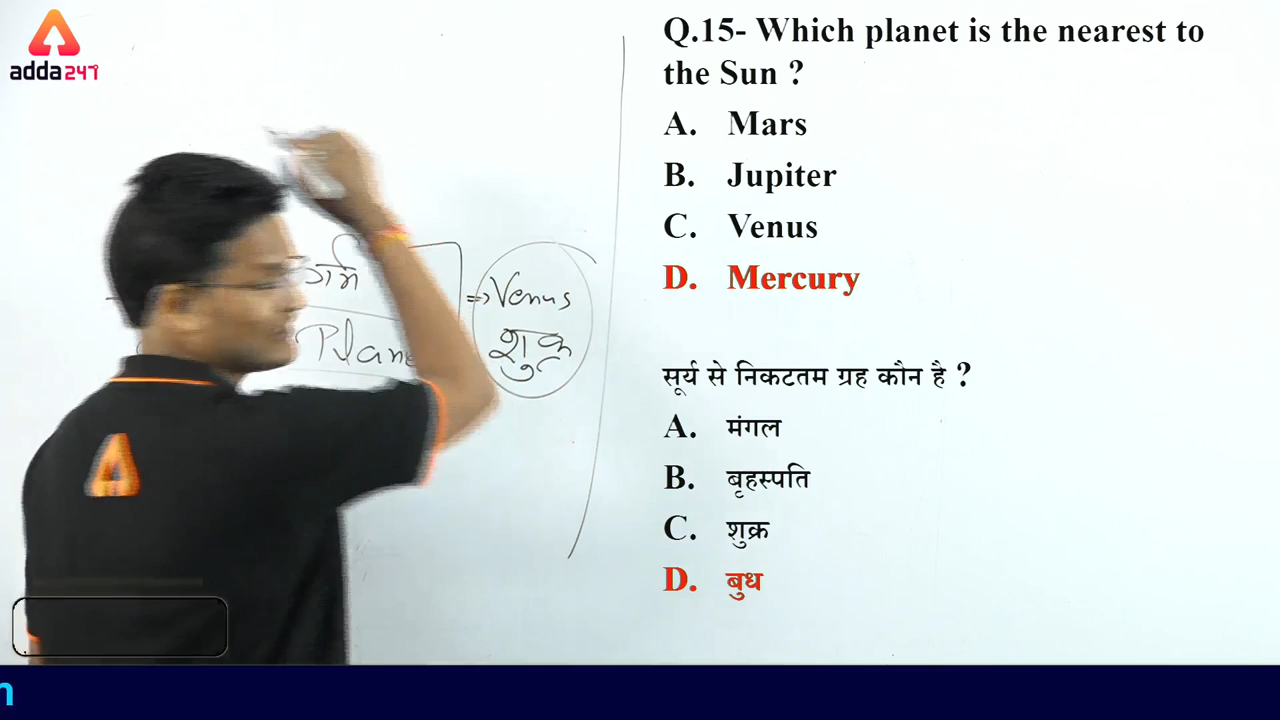 adda247
Q.15- Which planet is the nearest to
the Sun ?
A. Mars
B. Jupiter
C. Venus
D. Mercury
सूर्य से निकटतम ग्रह कौन है ?
A. मंगल
B. बृहस्पति
C. शुक्र
D. बुध
गर्म
=> Venus
शुक्र
n